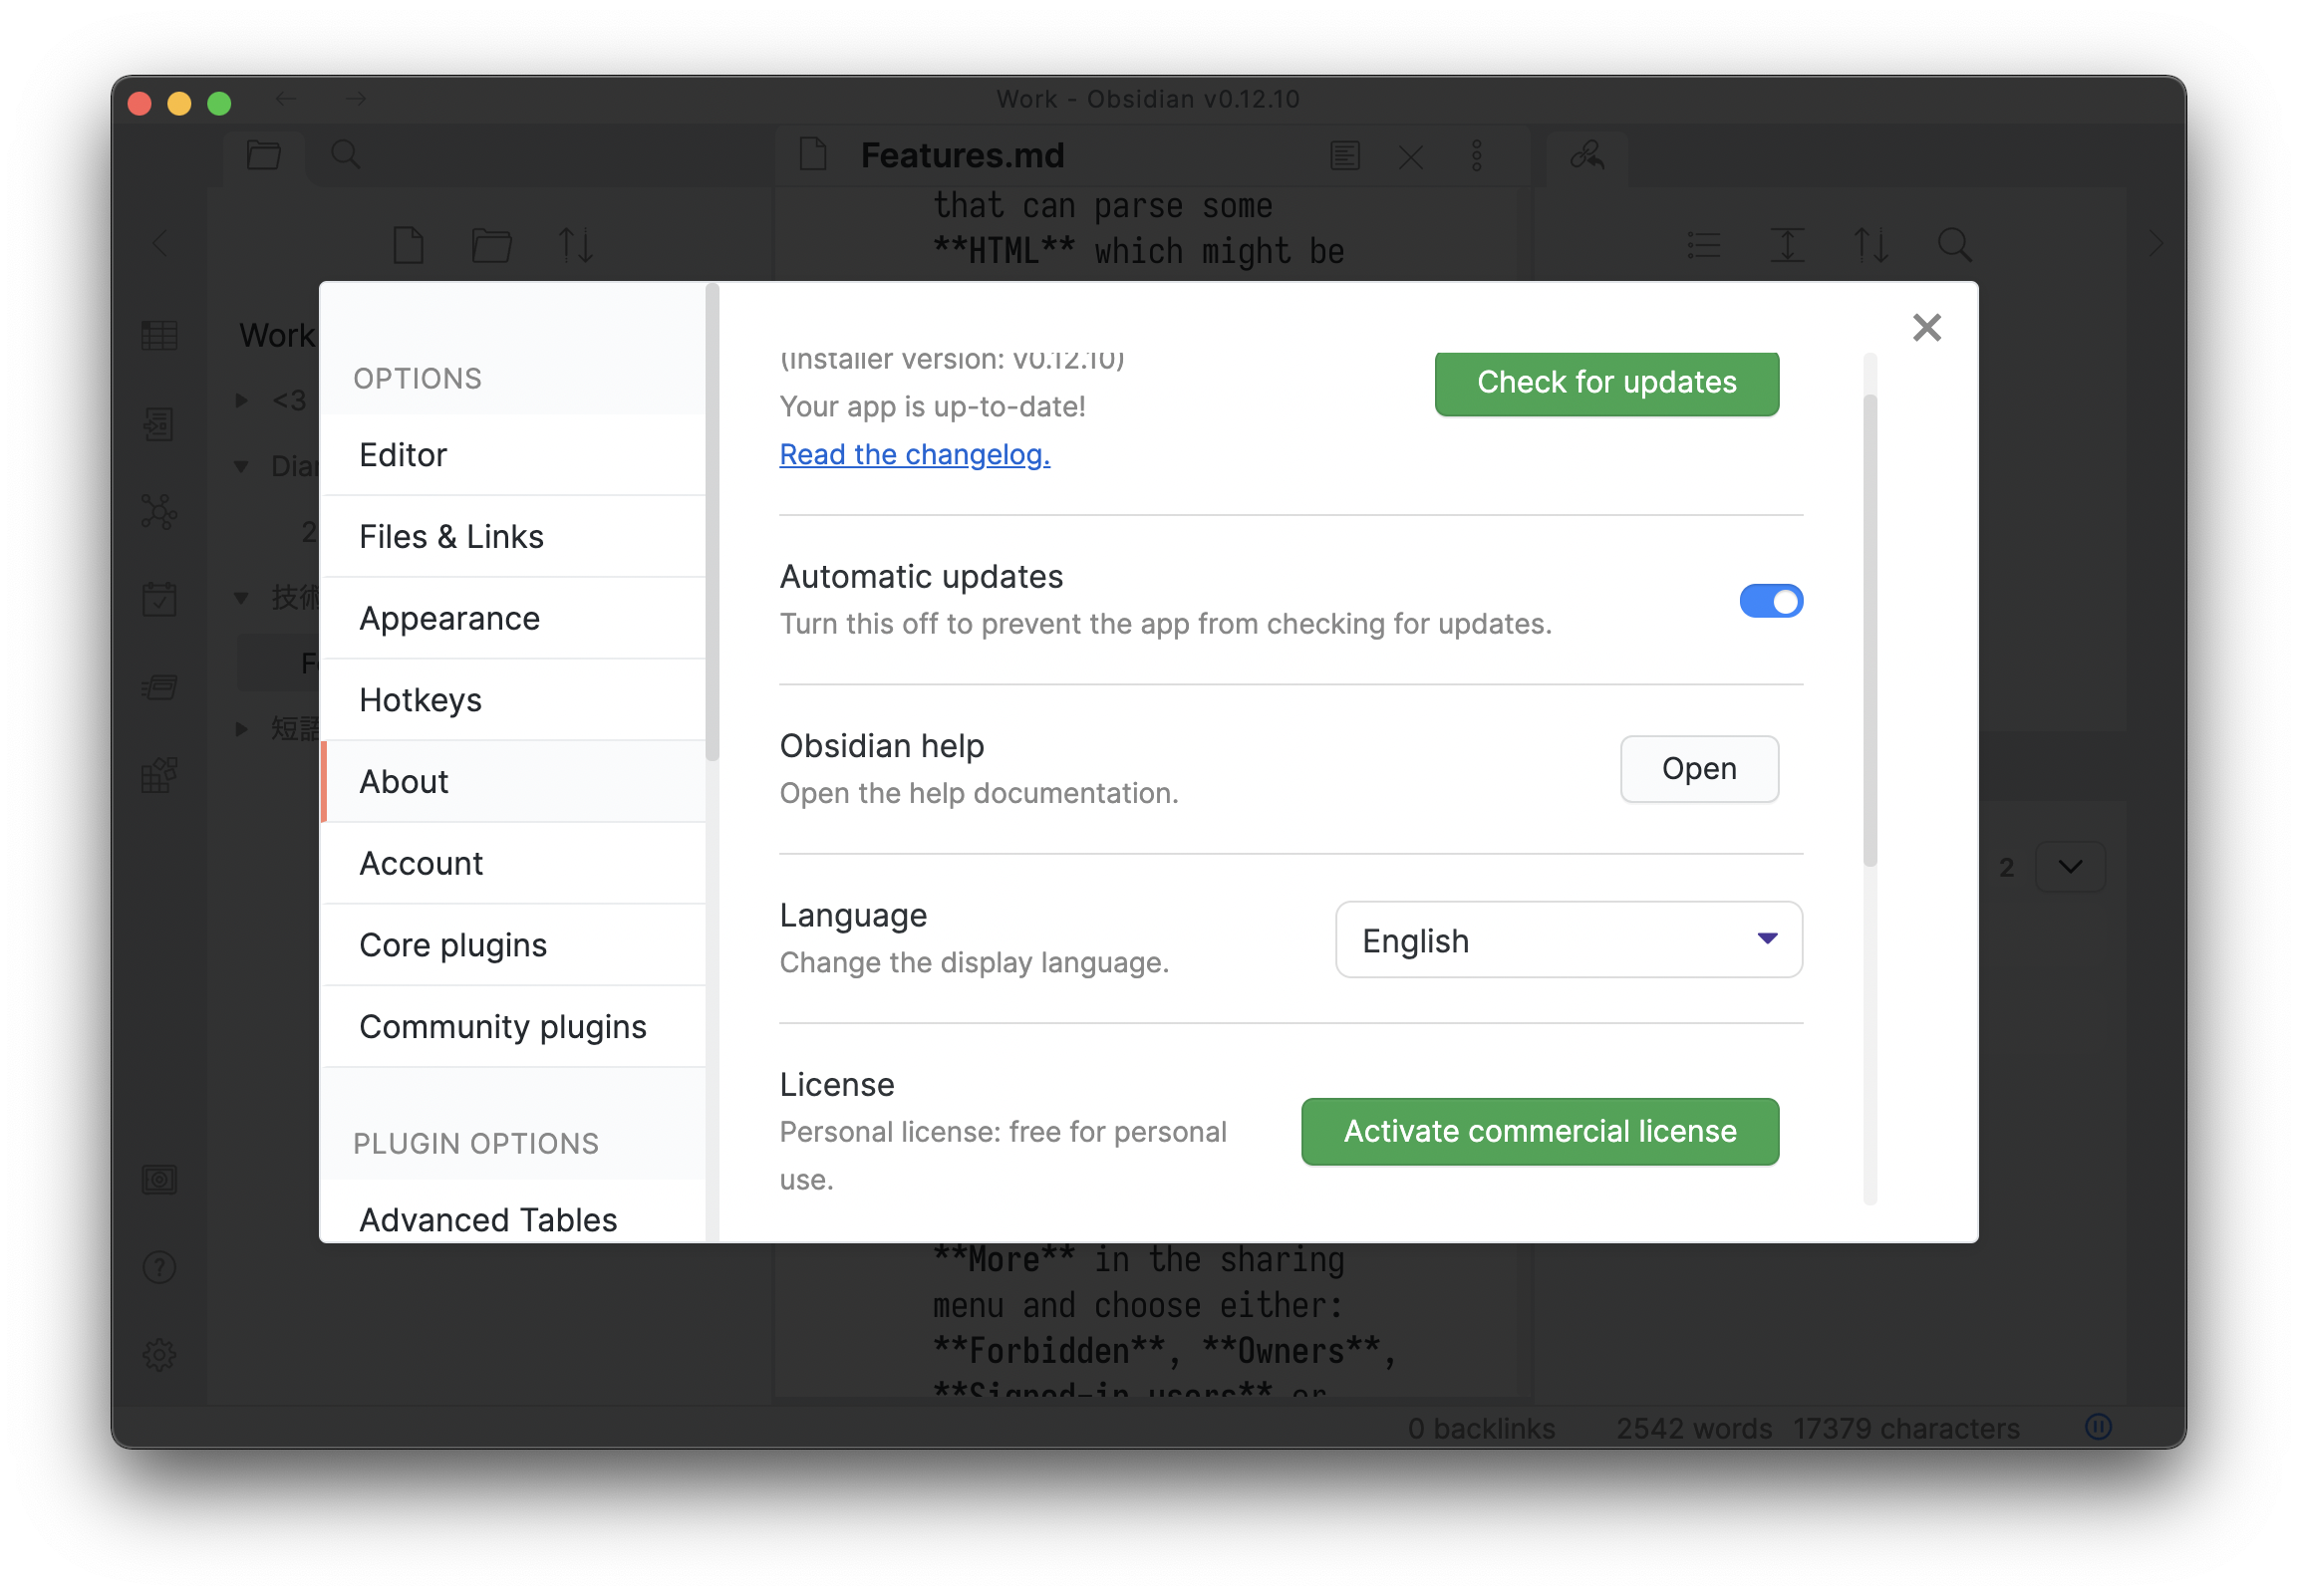 Work - Obsidian v0.12.10
Features.md
that can parse some
**HTML** which might be
Work
<3
技術
短語
OPTIONS
Editor
Files & Links
Appearance
Hotkeys
About
Account
Core plugins
Community plugins
PLUGIN OPTIONS
Advanced Tables
(Installer version: v0.12.10)
Your app is up-to-date!
Read the changelog.
Check for updates
Automatic updates
Turn this off to prevent the app from checking for updates.
Obsidian help
Open the help documentation.
Open
Language
Change the display language.
English
License
Personal license: free for personal
use.
Activate commercial license
2
**More** in the sharing
menu and choose either:
**Forbidden**, **Owners**,
**Signed-in users** or
0 backlinks
2542 words
17379 characters